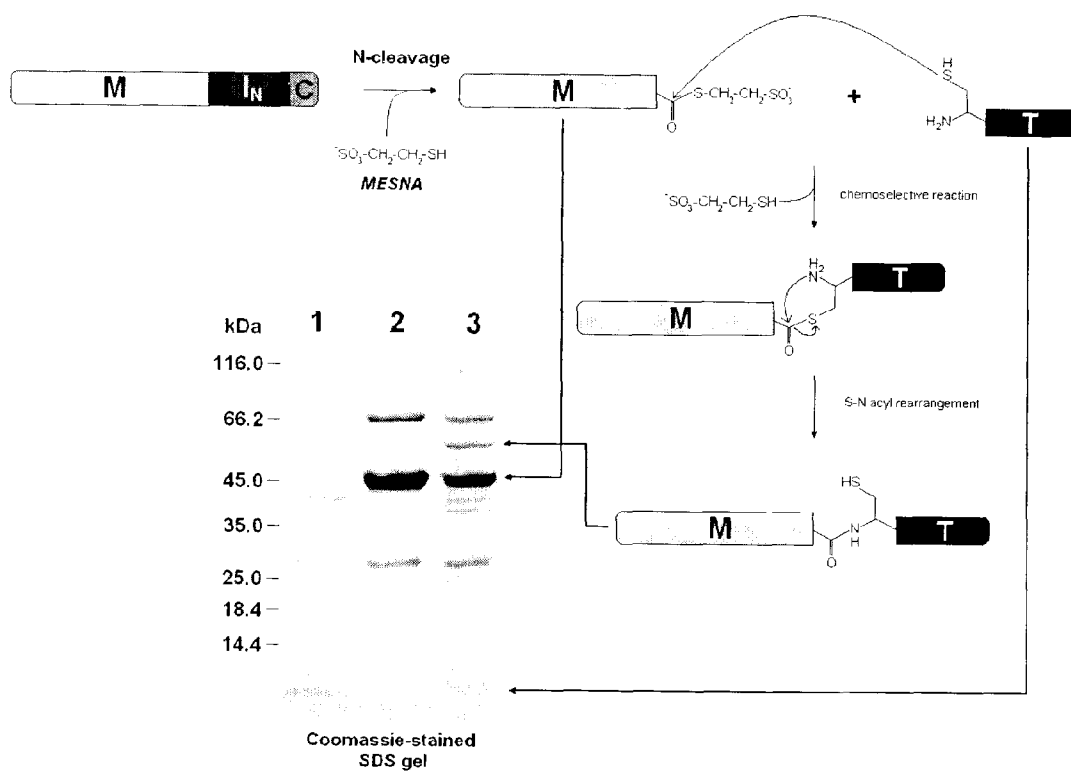 N-cleavage
M
I_N
C
⁻SO₃-CH₂-CH₂-SH
MESNA
M
S-CH₂-CH₂-SO₃⁻
O
+
H
S
H₂N
T
⁻SO₃-CH₂-CH₂-SH
chemoselective reaction
H₂
N
T
M
S
O
S-N acyl rearrangement
HS
M
N
H
O
T
kDa 1 2 3
116.0
66.2
45.0
35.0
25.0
18.4
14.4
Coomassie-stained
SDS gel